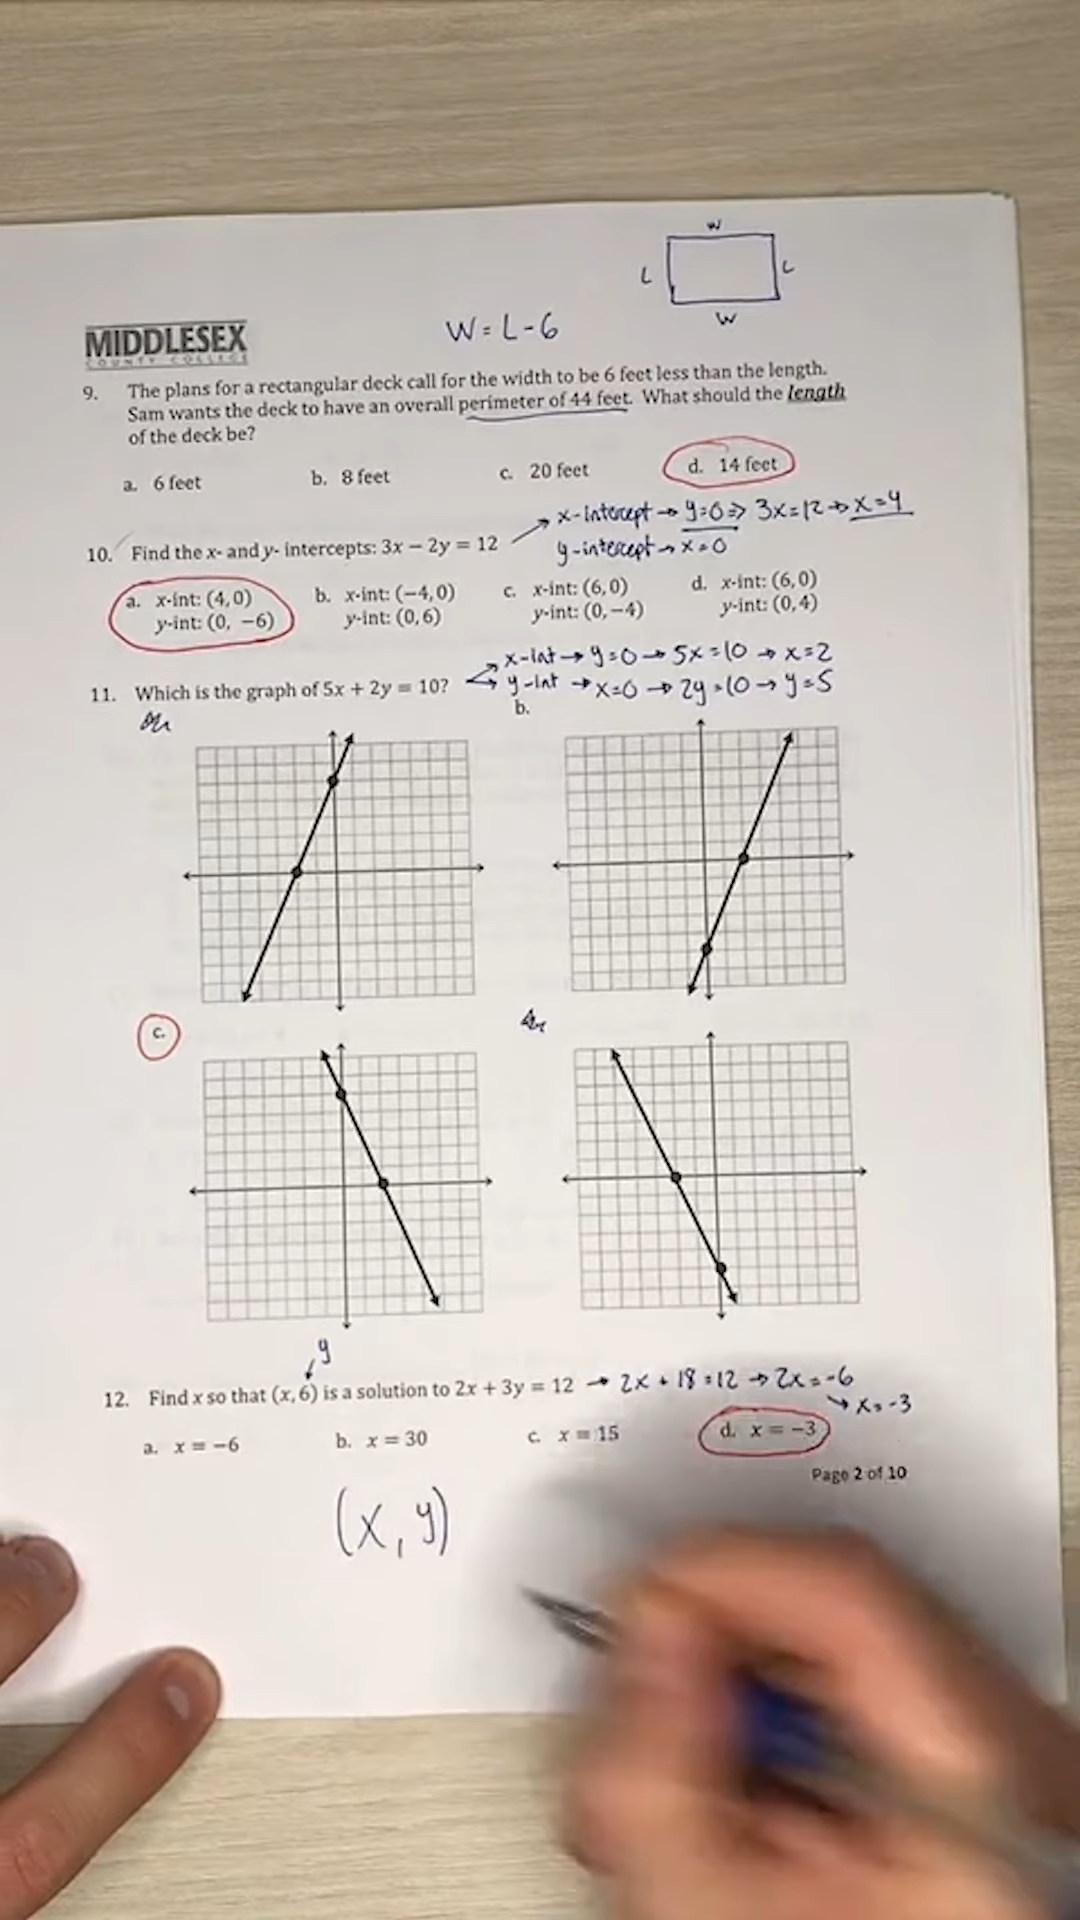 W
L
L
W
W = L - 6
MIDDLESEX
COUNTY COLLEGE
9. The plans for a rectangular deck call for the width to be 6 feet less than the length.
Sam wants the deck to have an overall perimeter of 44 feet. What should the length
of the deck be?
a. 6 feet b. 8 feet c. 20 feet d. 14 feet
x-intercept → y=0 ⇒ 3x=12 → x=4
10. Find the x- and y- intercepts: 3x − 2y = 12
y-intercept → x=0
a. x-int: (4,0) b. x-int: (−4,0) c. x-int: (6,0) d. x-int: (6,0)
y-int: (0, −6) y-int: (0,6) y-int: (0,−4) y-int: (0,4)
x-int → y=0 → 5x=10 → x=2
11. Which is the graph of 5x + 2y = 10? y-int → x=0 → 2y=10 → y=5
b.
c.
y
12. Find x so that (x,6) is a solution to 2x + 3y = 12 → 2x + 18 = 12 → 2x = -6
→ x=-3
a. x = −6 b. x = 30 c. x = 15 d. x = −3
Page 2 of 10
(x, y)